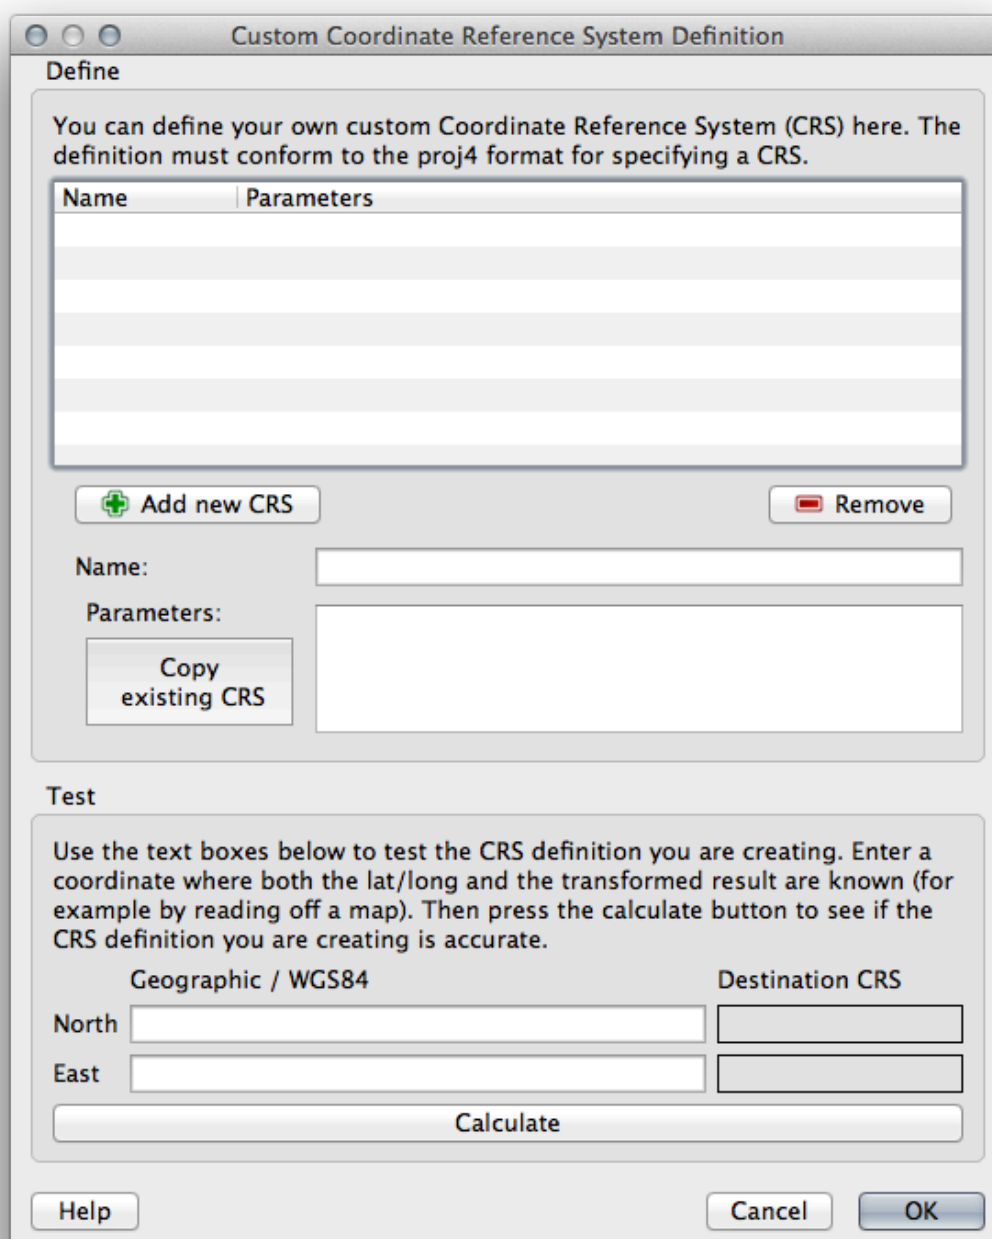 Custom Coordinate Reference System Definition
Define
You can define your own custom Coordinate Reference System (CRS) here. The
definition must conform to the proj4 format for specifying a CRS.
Name Parameters
Add new CRS Remove
Name:
Parameters:
Copy
existing CRS
Test
Use the text boxes below to test the CRS definition you are creating. Enter a
coordinate where both the lat/long and the transformed result are known (for
example by reading off a map). Then press the calculate button to see if the
CRS definition you are creating is accurate.
Geographic / WGS84 Destination CRS
North
East
Calculate
Help Cancel OK